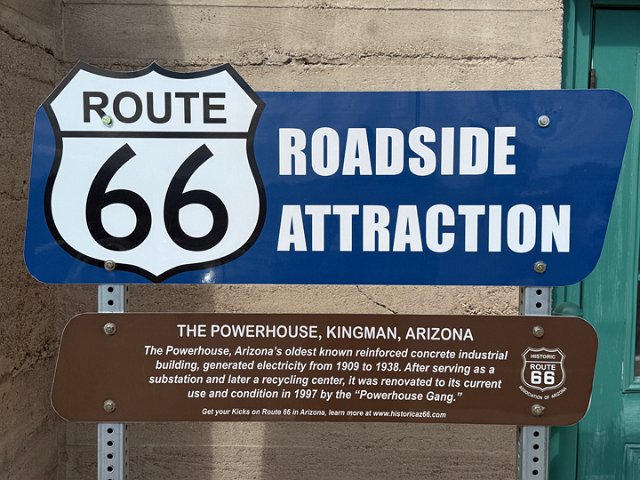 ROUTE
66
ROADSIDE
ATTRACTION
THE POWERHOUSE, KINGMAN, ARIZONA
The Powerhouse, Arizona's oldest known reinforced concrete industrial
building, generated electricity from 1909 to 1938. After serving as a
substation and later a recycling center, it was renovated to its current
use and condition in 1997 by the “Powerhouse Gang.”
Get your Kicks on Route 66 in Arizona, learn more at www.historicaz66.com
HISTORIC
ROUTE
66
ASSOCIATION OF ARIZONA